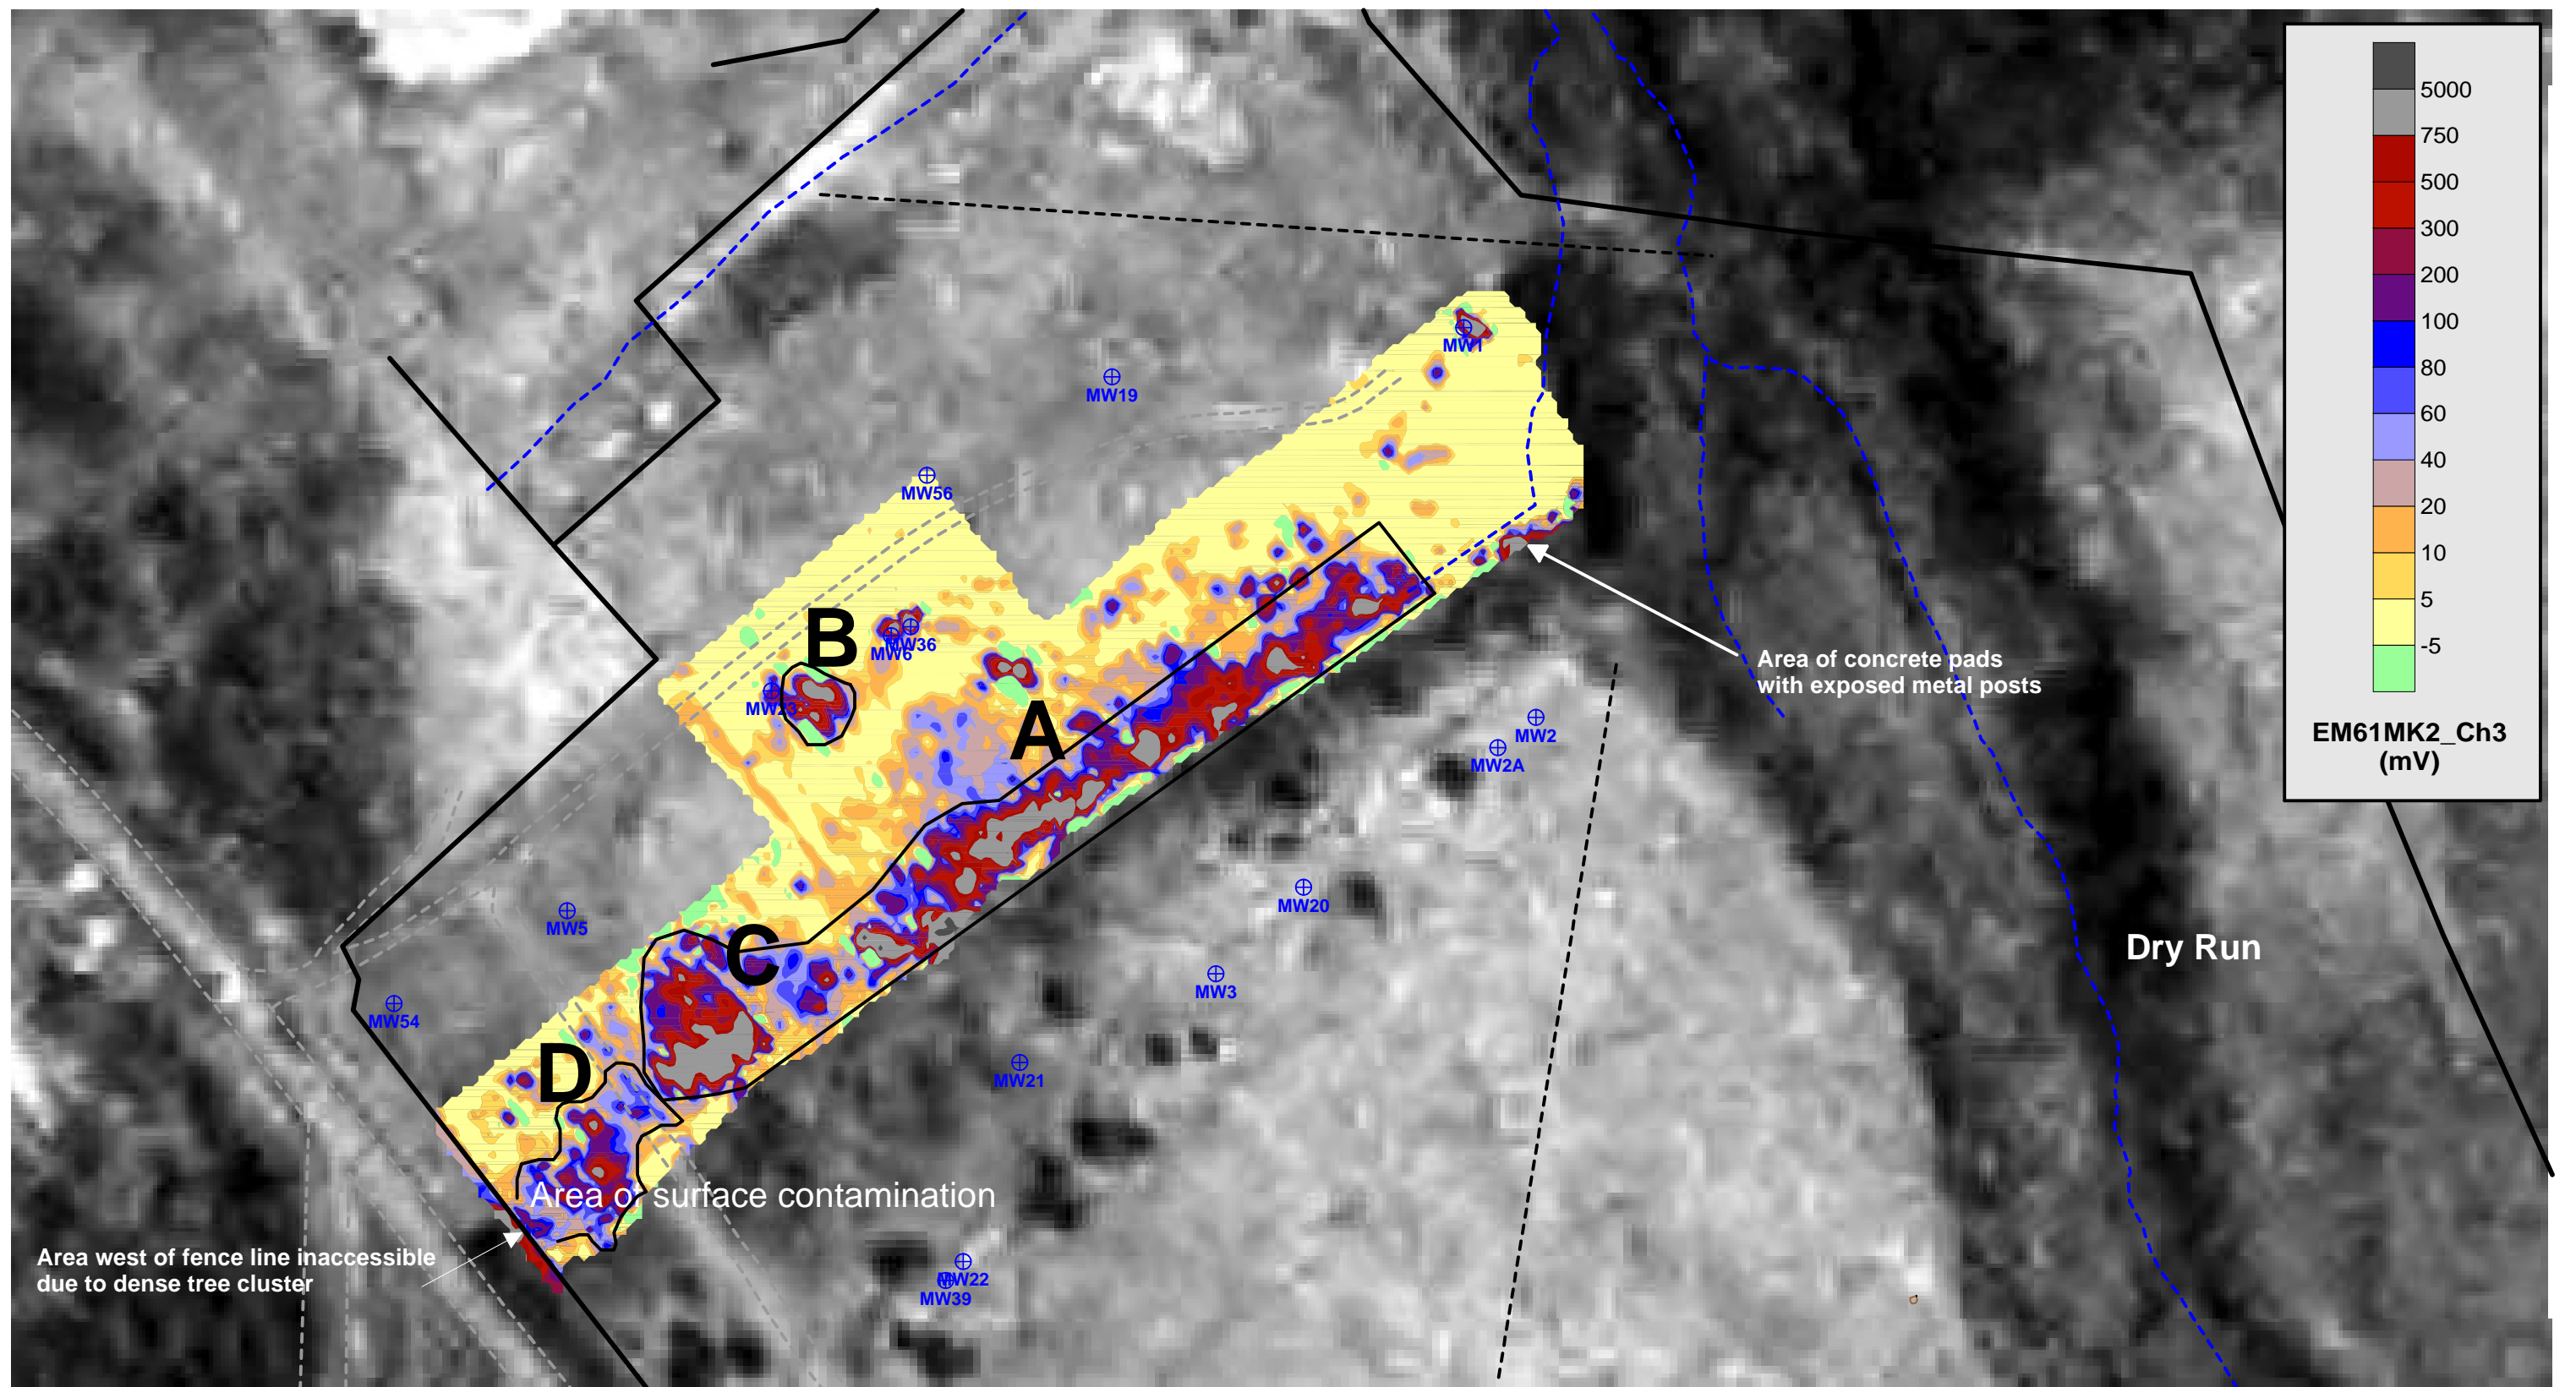 5000
750
500
300
200
100
80
60
40
20
10
5
-5
EM61MK2_Ch3
(mV)
MW1
MW19
MW56
B
MW36
MW6
MW23
A
Area of concrete pads
with exposed metal posts
MW2
MW2A
MW20
MW5
C
Dry Run
MW3
MW54
D
MW21
Area of surface contamination
Area west of fence line inaccessible
due to dense tree cluster
MW22
MW39